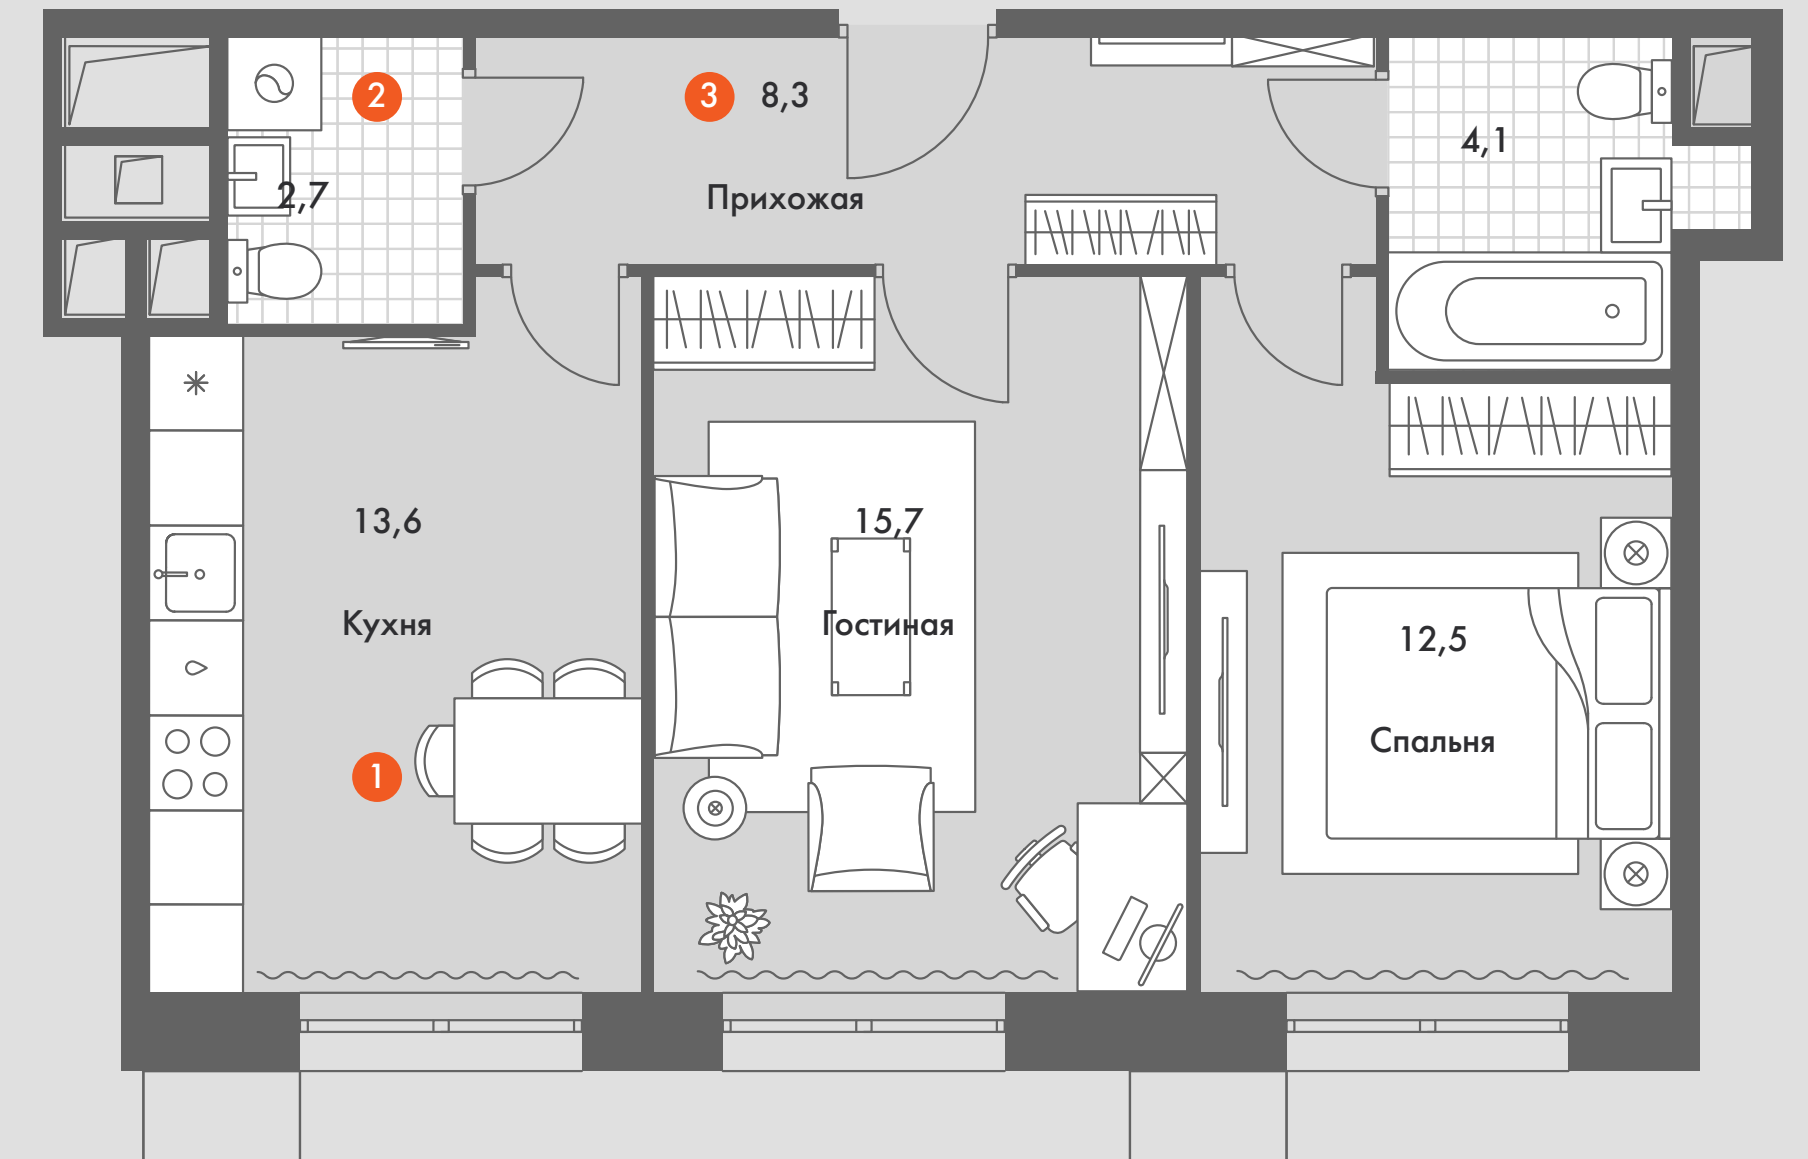 2
3 8,3
4,1
2,7
Прихожая
13,6
15,7
Кухня
Гостиная
12,5
Спальня
1